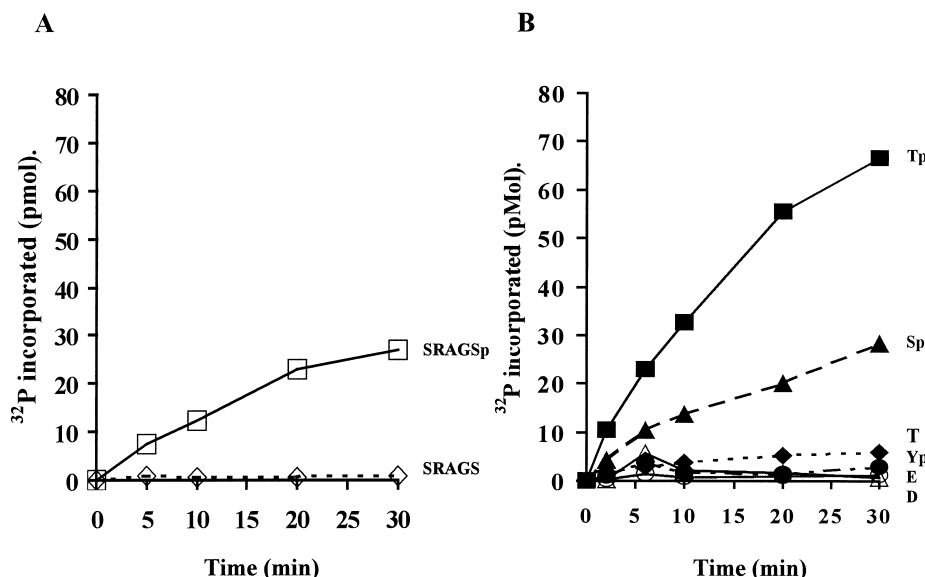 A
80
70
60
50
40
30
20
10
0
³²P incorporated (pmol).
0 5 10 15 20 25 30
Time (min)
SRAGSp
SRAGS
B
80
70
60
50
40
30
20
10
0
³²P incorporated (pMol).
0 5 10 15 20 25 30
Time (min)
Tp
Sp
T
Yp
E
D